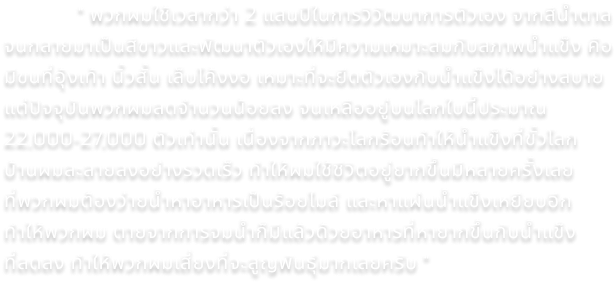 " พวกผมใช้เวลากว่า 2 แสนปีในการวิวัฒนาการตัวเอง จากสีน้ำตาล
จนกลายมาเป็นสีขาวและพัฒนาตัวเองให้มีความเหมาะสมกับสภาพน้ำแข็ง คือ
มีขนที่อุ้งเท้า นิ้วสั้น เล็บโค้งงอ เหมาะที่จะยึดตัวเองกับน้ำแข็งได้อย่างสบาย
แต่ปัจจุบันพวกผมลดจำนวนน้อยลง จนเหลืออยู่บนโลกใบนี้ประมาณ
22,000-27,000 ตัวเท่านั้น เนื่องจากภาวะโลกร้อนทำให้น้ำแข็งที่ขั้วโลก
บ้านผมละลายลงอย่างรวดเร็ว ทำให้ผมใช้ชีวิตอยู่ยากขึ้นมีหลายครั้งเลย
ที่พวกผมต้องว่ายน้ำหาอาหารเป็นร้อยไมล์ และหาแผ่นน้ำแข็งเหยียบอีก
ทำให้พวกผม ตายจากการจมน้ำก็มีแล้วด้วยอาหารที่หายากขึ้นกับน้ำแข็ง
ที่ลดลง ทำให้พวกผมเสี่ยงที่จะสูญพันธุ์มากเลยครับ "